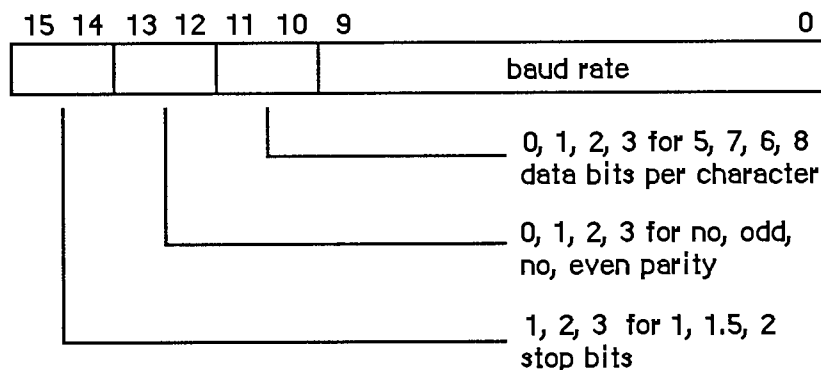 15 14 13 12 11 10 9 0
baud rate
0, 1, 2, 3 for 5, 7, 6, 8
data bits per character
0, 1, 2, 3 for no, odd,
no, even parity
1, 2, 3 for 1, 1.5, 2
stop bits